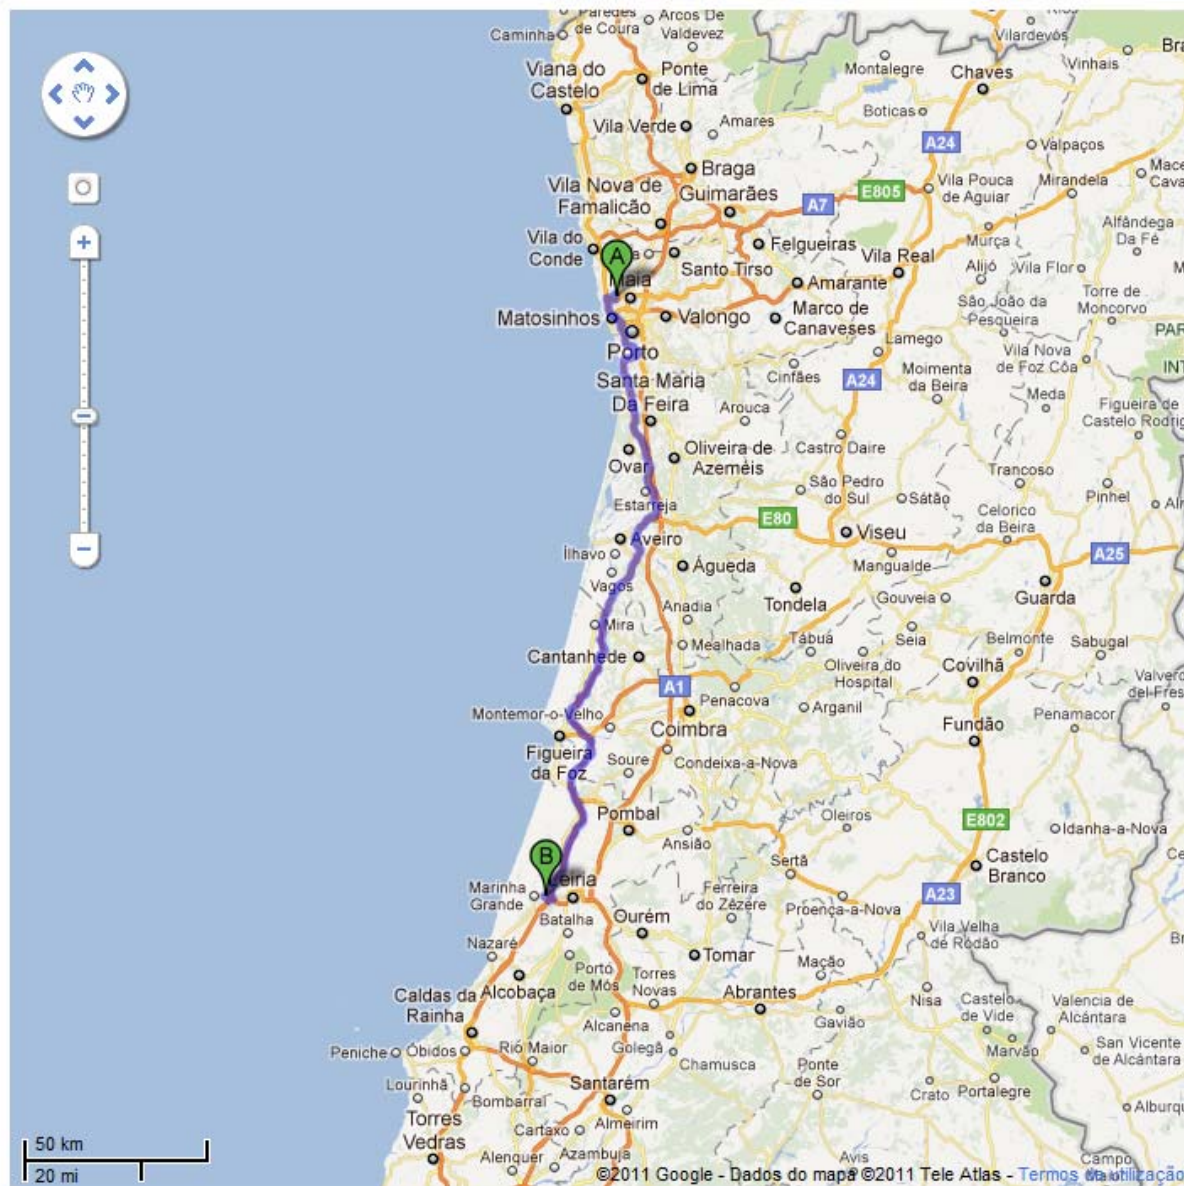 Paredes
de Coura
Arcos De
Valdevez
Caminha
Vilardevós
Viana do
Castelo
Ponte
de Lima
Montalegre
Chaves
Vinhais
Boticas
Vila Verde
Amares
A24
Valpaços
Braga
Vila Nova de
Famalicão
Guimarães
A7
E805
Vila Pouca
de Aguiar
Mirandela
Vila do
Conde
A
Santo Tirso
Felgueiras
Murça
Alfândega
Da Fé
Vila Real
Alijó
Vila Flor
Maia
Amarante
Matosinhos
Valongo
Marco de
Canaveses
São João da
Pesqueira
Torre de
Moncorvo
Porto
Lamego
Vila Nova
de Foz Côa
Santa Maria
Da Feira
Cinfães
A24
Moimenta
da Beira
Meda
Arouca
Figueira de
Castelo Rodrig
Ovar
Oliveira de
Azeméis
Castro Daire
Trancoso
Estarreja
São Pedro
do Sul
Sátão
Pinhel
Celorico
da Beira
E80
Viseu
Aveiro
Ílhavo
Mangualde
A25
Águeda
Vagos
Tondela
Gouveia
Guarda
Anadia
Mira
Mealhada
Tábua
Seia
Belmonte
Sabugal
Cantanhede
Oliveira do
Hospital
Covilhã
A1
Penacova
Arganil
Montemor-o-Velho
Coimbra
Fundão
Penamacor
Figueira
da Foz
Soure
Condeixa-a-Nova
Pombal
Ansião
Oleiros
E802
Idanha-a-Nova
B
Leiria
Sertã
Castelo
Branco
Marinha
Grande
Ferreira
do Zêzere
Proença-a-Nova
A23
Batalha
Ourém
Vila Velha
de Ródão
Nazaré
Tomar
Mação
Porto
de Mós
Torres
Novas
Abrantes
Nisa
Castelo
de Vide
Valencia de
Alcántara
Caldas da
Rainha
Alcobaça
Alcanena
Gavião
Peniche
Óbidos
Rio Maior
Golegã
Chamusca
Marvão
San Vicente
de Alcántara
Lourinhã
Bombarral
Santarém
Ponte
de Sor
Crato
Portalegre
Torres
Vedras
Almeirim
Cartaxo
Alenquer
Azambuja
Avis
Campo
50 km
20 mi
©2011 Google - Dados do mapa ©2011 Tele Atlas - Termos de utilização